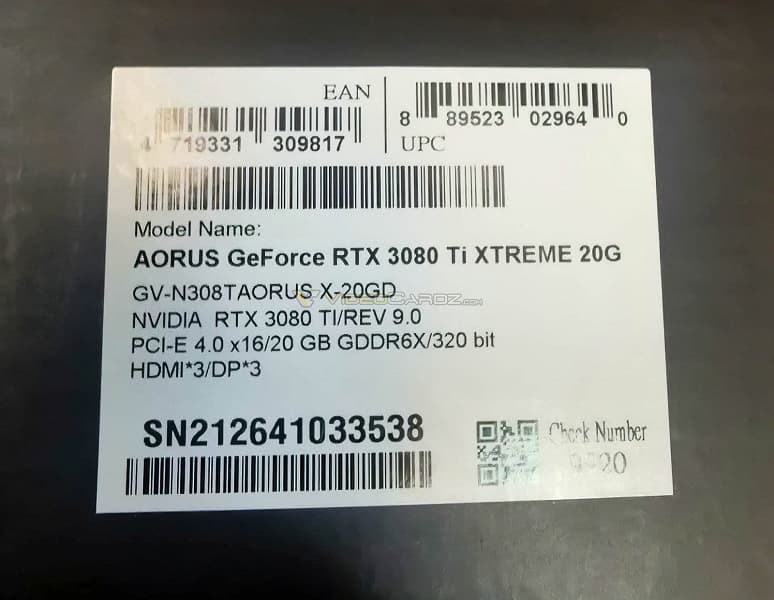 EAN
4 719331 309817
8 89523 02964 0
UPC
Model Name:
AORUS GeForce RTX 3080 Ti XTREME 20G
GV-N308TAORUS X-20GD
VIDEOCARDZ.COM
NVIDIA RTX 3080 TI/REV 9.0
PCI-E 4.0 x16/20 GB GDDR6X/320 bit
HDMI*3/DP*3
SN212641033538
Check Number